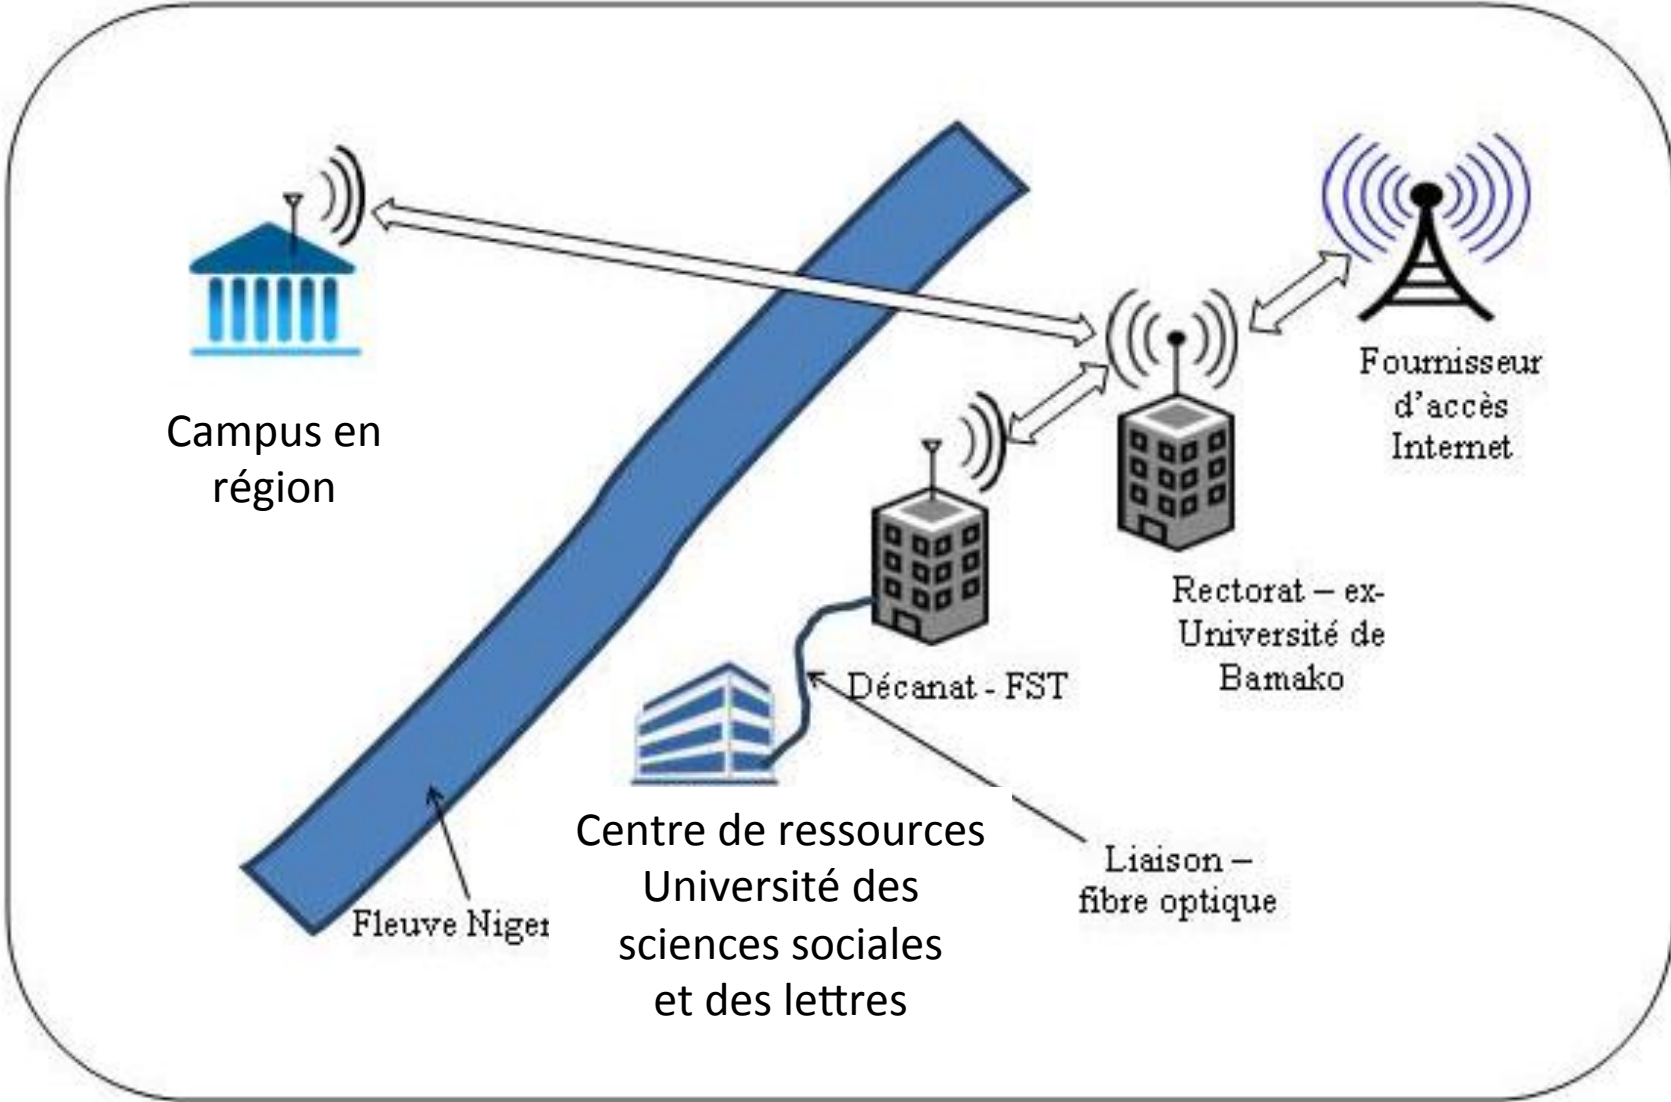 Campus en
région
Fournisseur
d'accès
Internet
Rectorat – ex-
Université de
Bamako
Décanat - FST
Centre de ressources
Université des
sciences sociales
et des lettres
Liaison –
fibre optique
Fleuve Niger